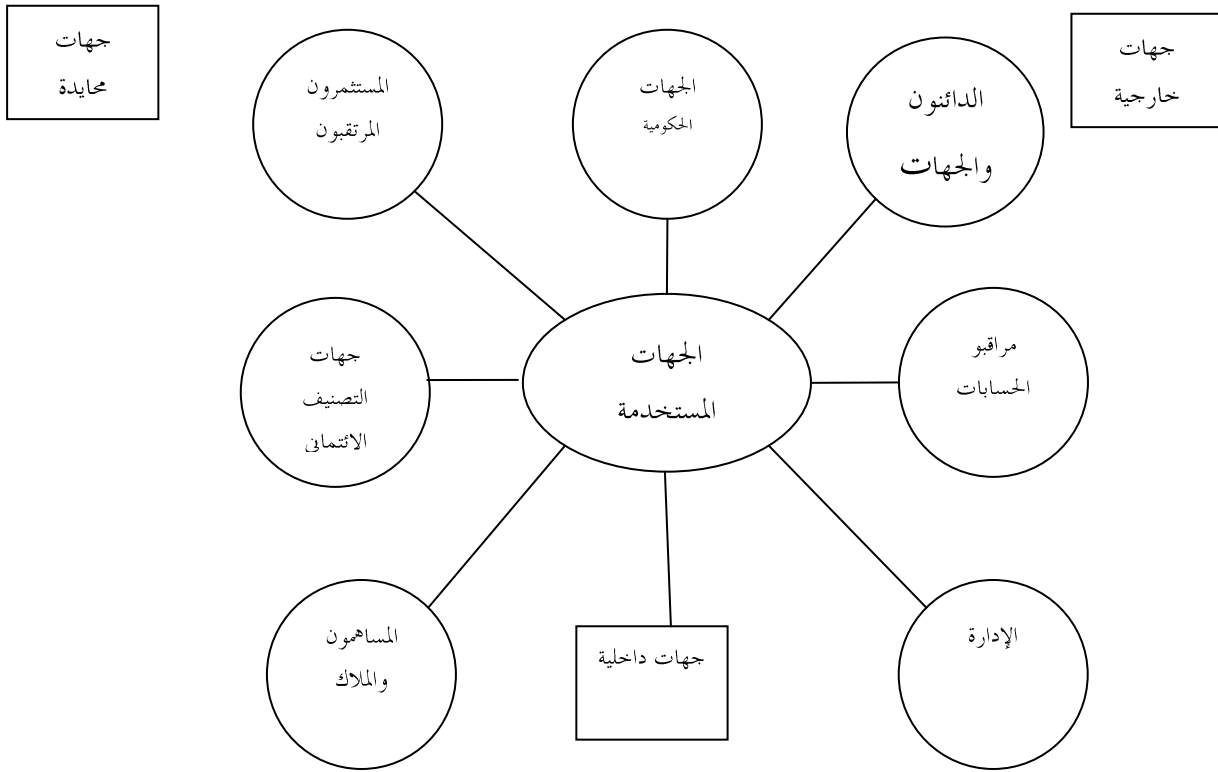 جهات
خارجية
الدائنون
والجهات
الجهات
الحكومية
المستثمرون
المرتقبون
جهات
محايدة
مراقبو
الحسابات
الجهات
المستخدمة
جهات
التصنيف
الائتمانى
الإدارة
جهات داخلية
المساهمون
والملاك